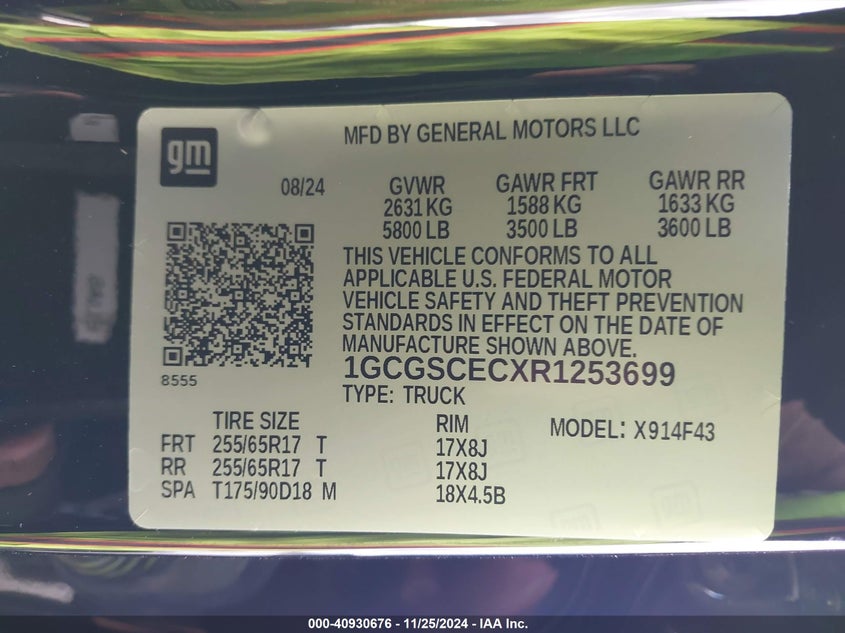 MFD BY GENERAL MOTORS LLC
gm
08/24
GVWR GAWR FRT GAWR RR
2631 KG 1588 KG 1633 KG
5800 LB 3500 LB 3600 LB
THIS VEHICLE CONFORMS TO ALL
APPLICABLE U.S. FEDERAL MOTOR
VEHICLE SAFETY AND THEFT PREVENTION
STANDARDS IN EFFECT ON THE DATE OF
MANUFACTURE SHOWN ABOVE.
8555
1GCGSCECXR1253699
TYPE: TRUCK
TIRE SIZE RIM MODEL: X914F43
FRT 255/65R17 T 17X8J
RR 255/65R17 T 17X8J
SPA T175/90D18 M 18X4.5B
000-40930676 - 11/25/2024 - IAA Inc.